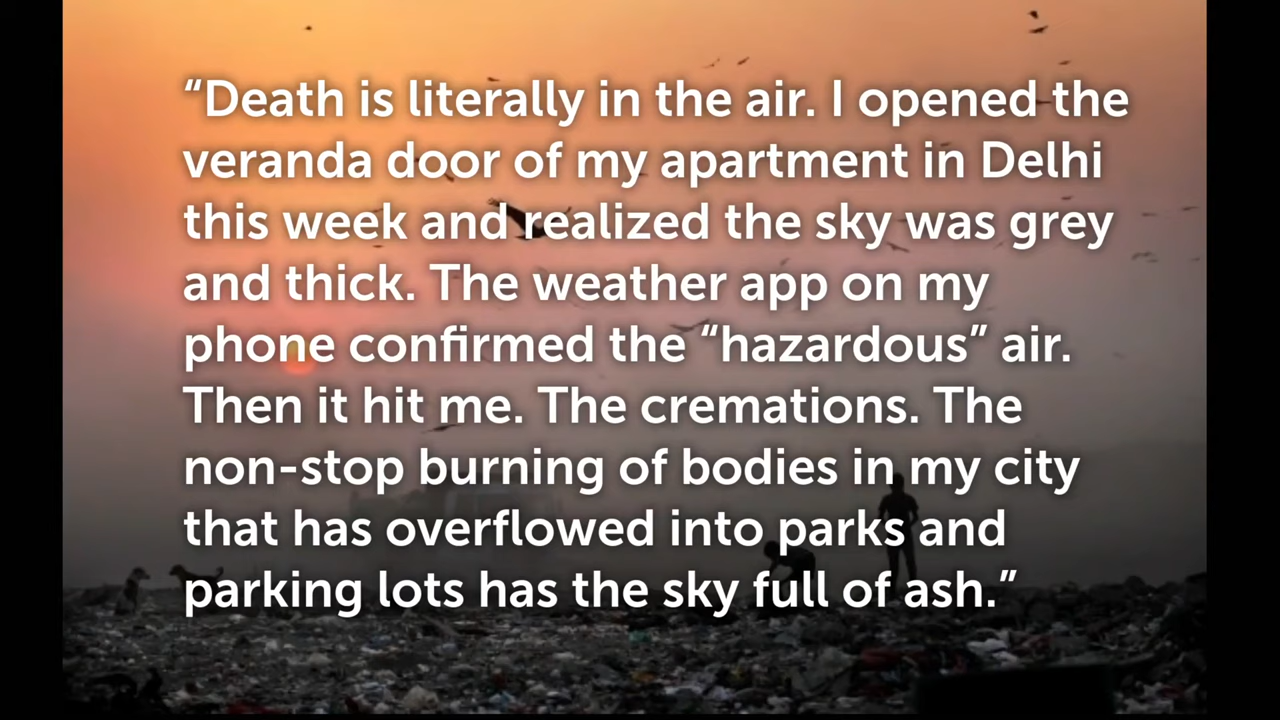 “Death is literally in the air. I opened the
veranda door of my apartment in Delhi
this week and realized the sky was grey
and thick. The weather app on my
phone confirmed the “hazardous” air.
Then it hit me. The cremations. The
non-stop burning of bodies in my city
that has overflowed into parks and
parking lots has the sky full of ash.”